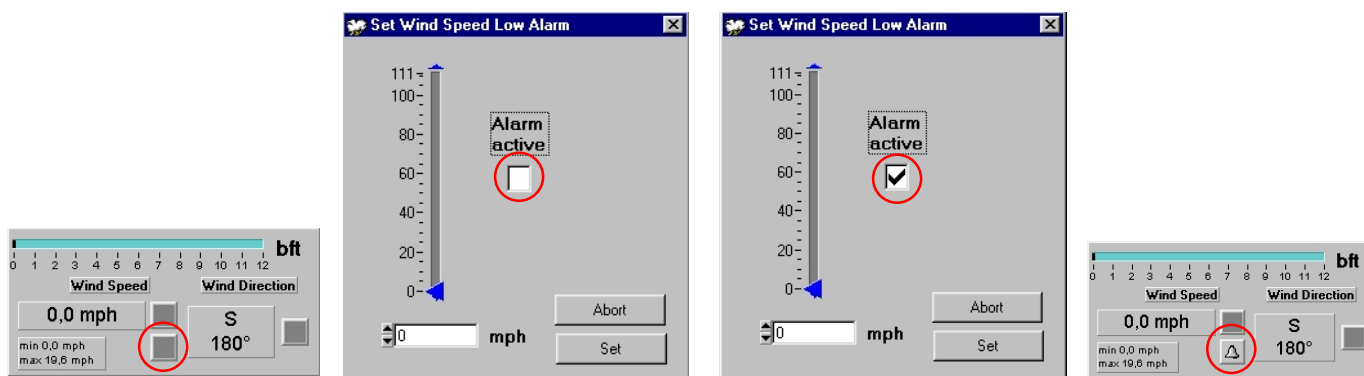 bft
0 1 2 3 4 5 6 7 8 9 10 11 12
Wind Speed Wind Direction
0,0 mph S
180°
min 0,0 mph
max 19,6 mph
Set Wind Speed Low Alarm
111
100
80
60
40
20
0
Alarm
active
Abort
0 mph
Set
Set Wind Speed Low Alarm
111
100
80
60
40
20
0
Alarm
active
Abort
0 mph
Set
bft
0 1 2 3 4 5 6 7 8 9 10 11 12
Wind Speed Wind Direction
0,0 mph S
180°
min 0,0 mph
max 19,6 mph